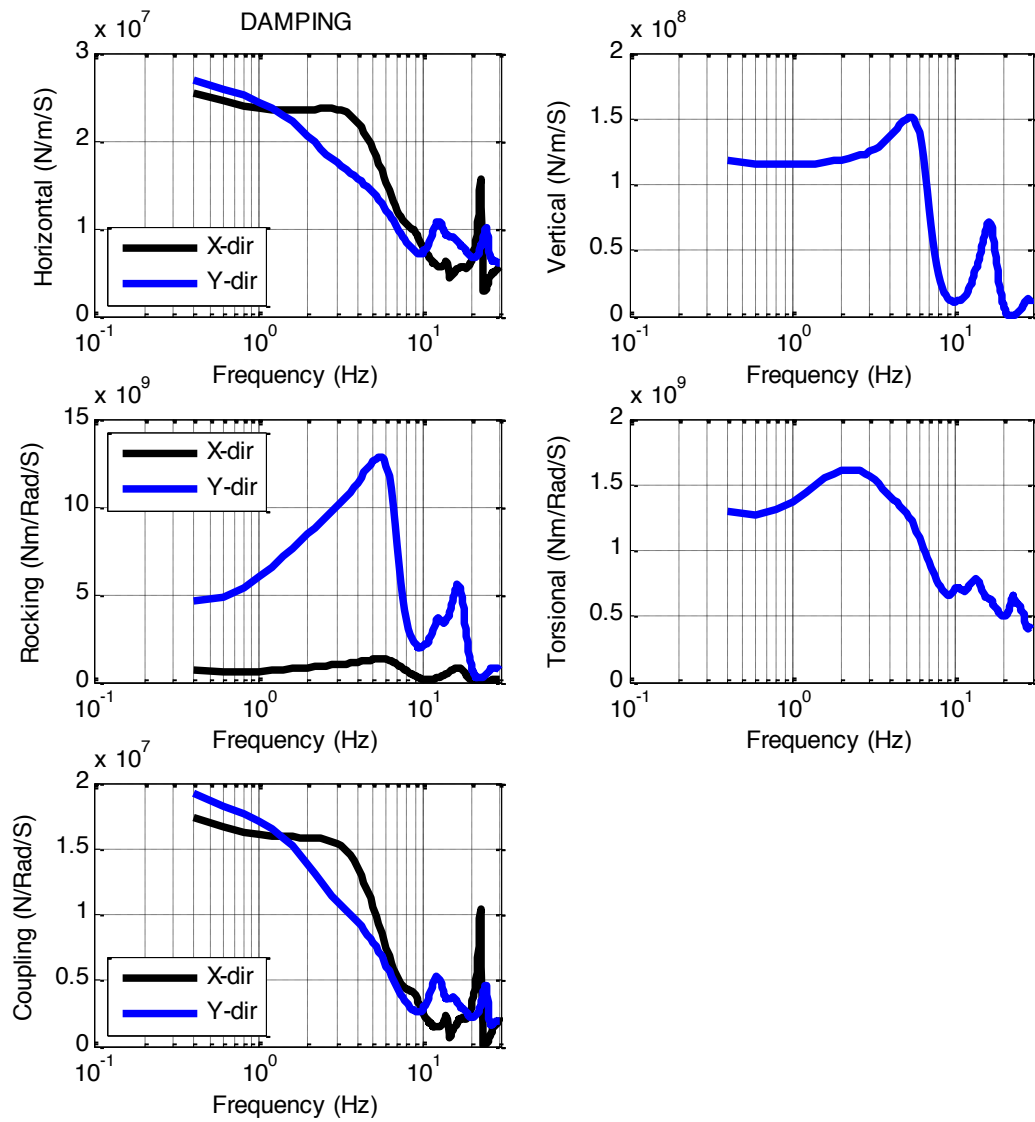 DAMPING
x 10^7
Horizontal (N/m/S)
3
2
1
0
X-dir
Y-dir
10^-1
10^0
10^1
Frequency (Hz)
x 10^8
Vertical (N/m/S)
2
1.5
1
0.5
0
10^-1
10^0
10^1
Frequency (Hz)
x 10^9
Rocking (Nm/Rad/S)
15
10
5
0
X-dir
Y-dir
10^-1
10^0
10^1
Frequency (Hz)
x 10^9
Torsional (Nm/Rad/S)
2
1.5
1
0.5
0
10^-1
10^0
10^1
Frequency (Hz)
x 10^7
Coupling (N/Rad/S)
2
1.5
1
0.5
0
X-dir
Y-dir
10^-1
10^0
10^1
Frequency (Hz)